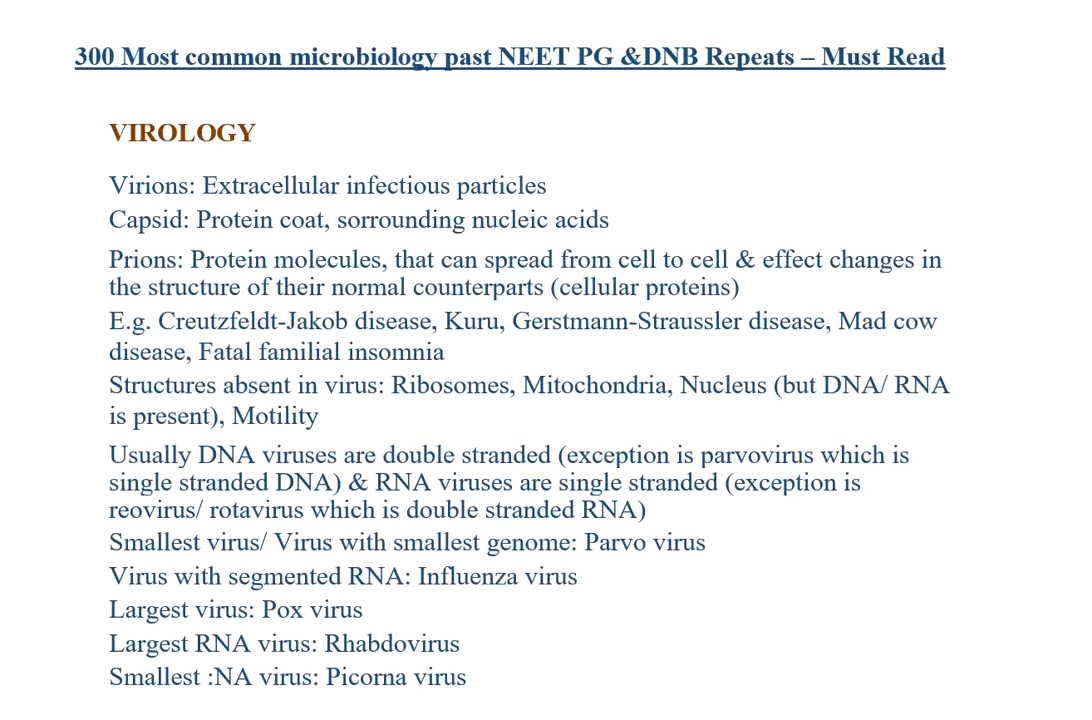 300 Most common microbiology past NEET PG &DNB Repeats – Must Read
VIROLOGY
Virions: Extracellular infectious particles
Capsid: Protein coat, sorrounding nucleic acids
Prions: Protein molecules, that can spread from cell to cell & effect changes in
the structure of their normal counterparts (cellular proteins)
E.g. Creutzfeldt-Jakob disease, Kuru, Gerstmann-Straussler disease, Mad cow
disease, Fatal familial insomnia
Structures absent in virus: Ribosomes, Mitochondria, Nucleus (but DNA/ RNA
is present), Motility
Usually DNA viruses are double stranded (exception is parvovirus which is
single stranded DNA) & RNA viruses are single stranded (exception is
reovirus/ rotavirus which is double stranded RNA)
Smallest virus/ Virus with smallest genome: Parvo virus
Virus with segmented RNA: Influenza virus
Largest virus: Pox virus
Largest RNA virus: Rhabdovirus
Smallest :NA virus: Picorna virus